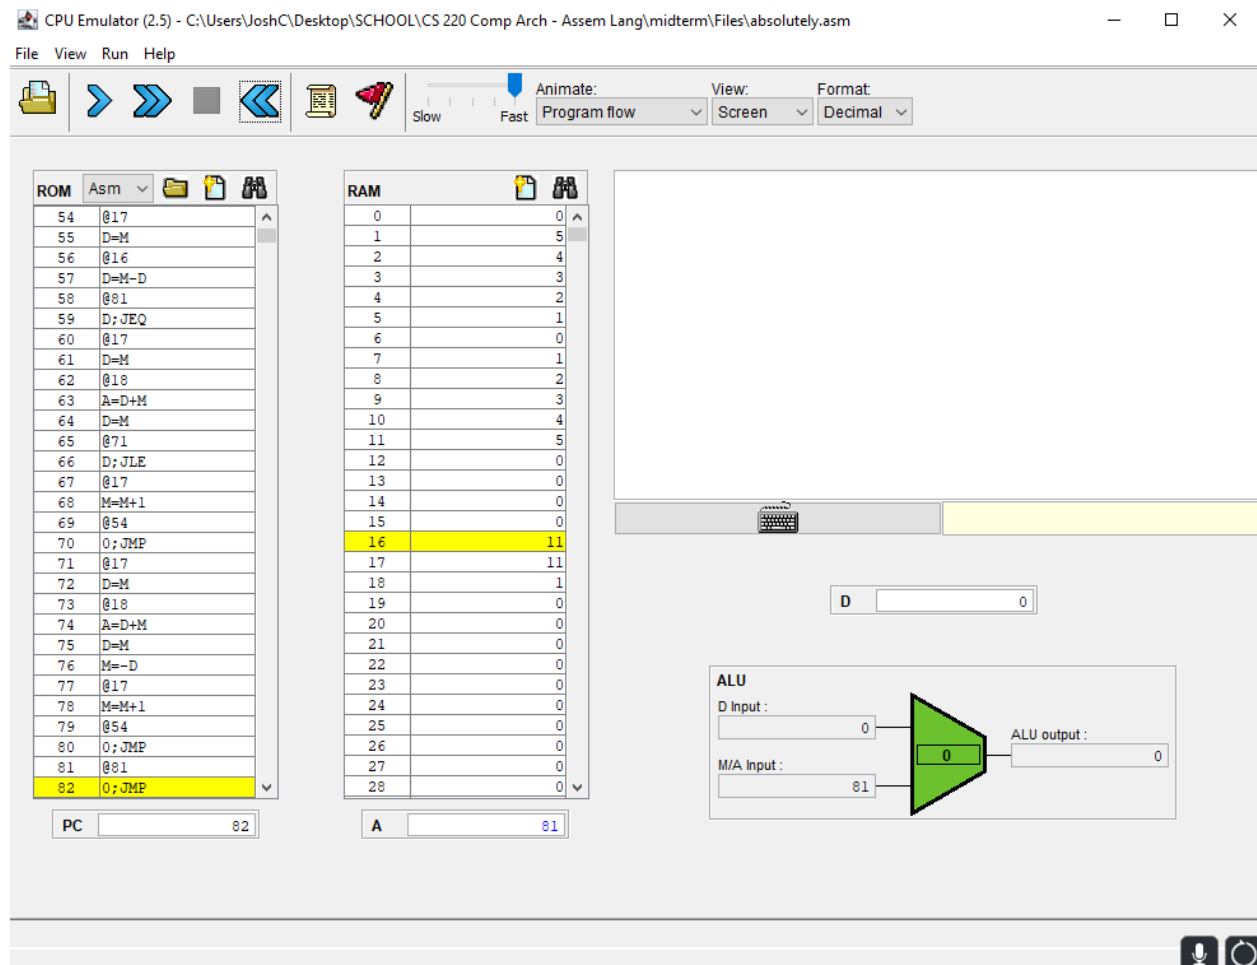 CPU Emulator (2.5) - C:\Users\JoshC\Desktop\SCHOOL\CS 220 Comp Arch - Assem Lang\midterm\Files\absolutely.asm
File View Run Help
Animate: View: Format:
Slow Fast Program flow Screen Decimal
ROM Asm RAM
54 @17 0 0
55 D=M 1 5
56 @16 2 4
57 D=M-D 3 3
58 @81 4 2
59 D;JEQ 5 1
60 @17 6 0
61 D=M 7 1
62 @18 8 2
63 A=D+M 9 3
64 D=M 10 4
65 @71 11 5
66 D;JLE 12 0
67 @17 13 0
68 M=M+1 14 0
69 @54 15 0
70 0;JMP 16 11
71 @17 17 11
72 D=M 18 1
73 @18 19 0
74 A=D+M 20 0
75 D=M 21 0
76 M=-D 22 0
77 @17 23 0
78 M=M+1 24 0
79 @54 25 0
80 0;JMP 26 0
81 @81 27 0
82 0;JMP 28 0
PC 82 A 81
D 0
ALU
D Input :
0
ALU output :
0 0
M/A Input :
81